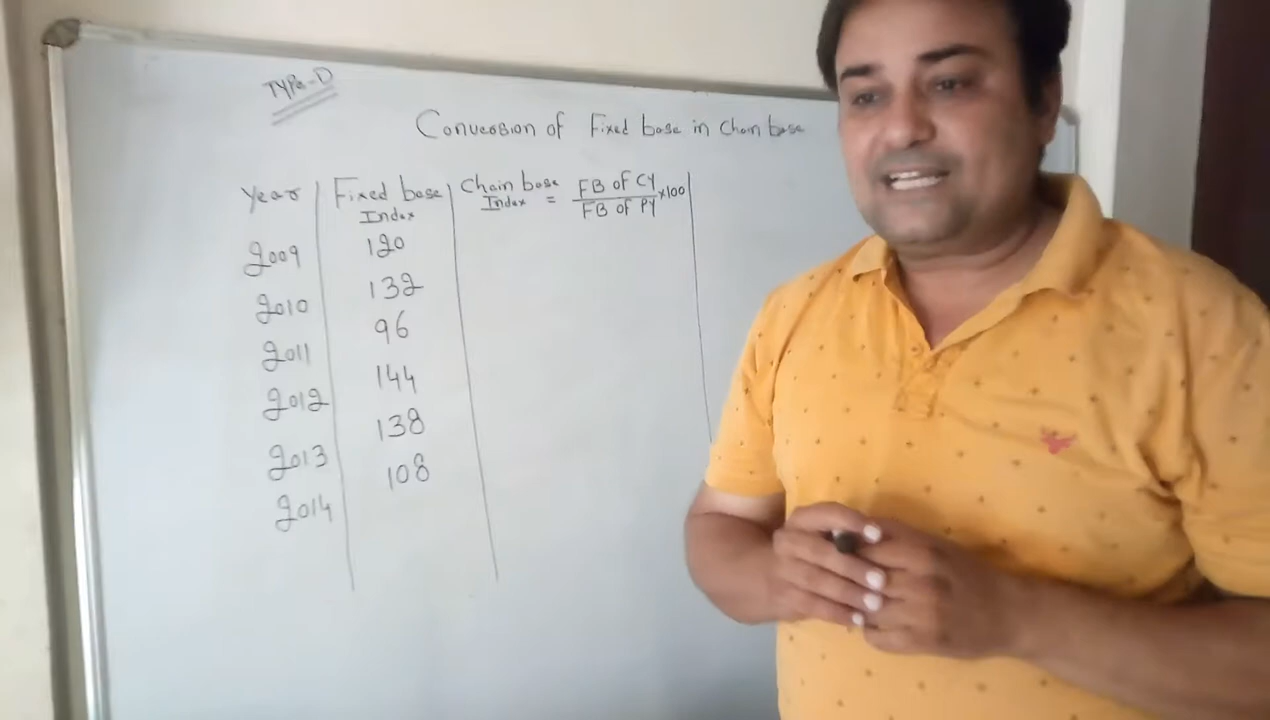 Type-D
Conversion of Fixed base in Chain base
Year Fixed base Index Chain base Index = FB of CY / FB of PY ×100
2009 120
2010 132
2011 96
2012 144
2013 138
2014 108